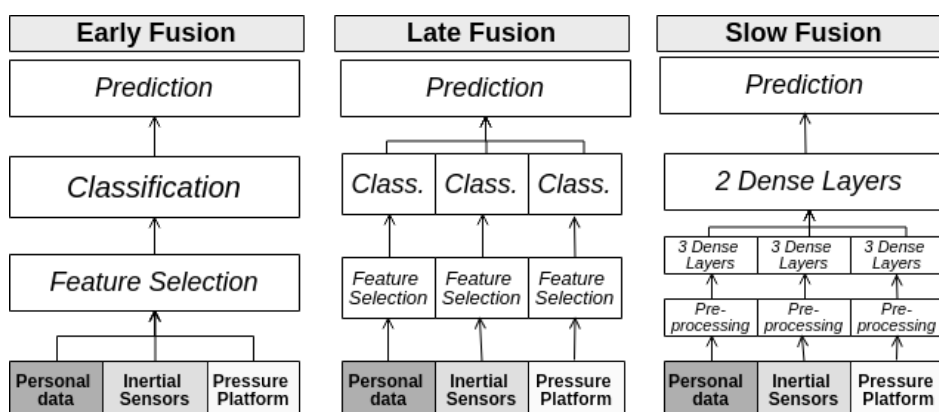 Early Fusion
Prediction
Classification
Feature Selection
Personal data
Inertial Sensors
Pressure Platform
Late Fusion
Prediction
Class.
Class.
Class.
Feature
Selection
Feature
Selection
Feature
Selection
Personal
data
Inertial
Sensors
Pressure
Platform
Slow Fusion
Prediction
2 Dense Layers
3 Dense
Layers
3 Dense
Layers
3 Dense
Layers
Pre-
processing
Pre-
processing
Pre-
processing
Personal
data
Inertial
Sensors
Pressure
Platform